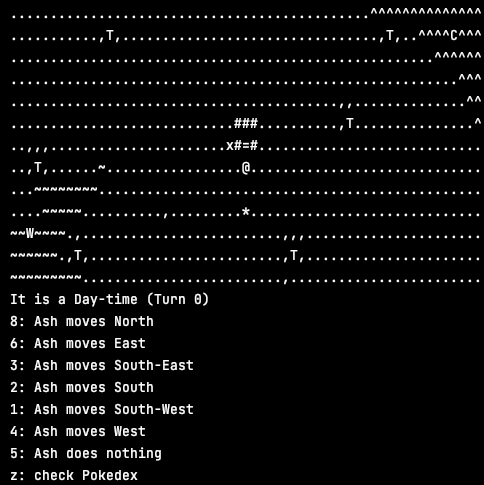 .............................................^^^^^^^^^^^^^^
...........,T,................................,T,..^^^^C^^^
.....................................................^^^^^^
........................................................^^^
.........................................,,..............^^
............................###..........,T...............^
..,,,......................x#=#............................
..,T,......~.................@.............................
...~~~~~~~~................................................
....~~~~~..........,.........*.............................
~~W~~~~.,.........................,,,......................
~~~~~~.,T,........................,T,......................
~~~~~~~~~.........................,........................
It is a Day-time (Turn 0)
8: Ash moves North
6: Ash moves East
3: Ash moves South-East
2: Ash moves South
1: Ash moves South-West
4: Ash moves West
5: Ash does nothing
z: check Pokedex